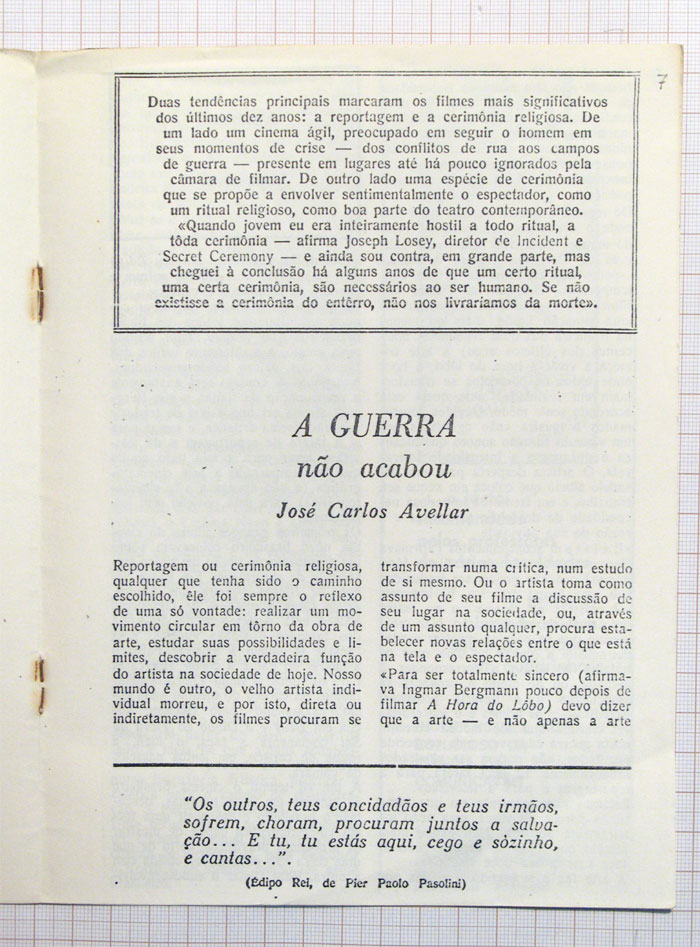 7
Duas tendências principais marcaram os filmes mais significativos
dos últimos dez anos: a reportagem e a cerimônia religiosa. De
um lado um cinema ágil, preocupado em seguir o homem em
seus momentos de crise — dos conflitos de rua aos campos
de guerra — presente em lugares até há pouco ignorados pela
câmara de filmar. De outro lado uma espécie de cerimônia
que se propõe a envolver sentimentalmente o espectador, como
um ritual religioso, como boa parte do teatro contemporâneo.
«Quando jovem eu era inteiramente hostil a todo ritual, a
tôda cerimônia — afirma Joseph Losey, diretor de Incident e
Secret Ceremony — e ainda sou contra, em grande parte, mas
cheguei à conclusão há alguns anos de que um certo ritual,
uma certa cerimônia, são necessários ao ser humano. Se não
existisse a cerimônia do entêrro, não nos livraríamos da morte».
A GUERRA
não acabou
José Carlos Avellar
Reportagem ou cerimônia religiosa,
qualquer que tenha sido o caminho
escolhido, êle foi sempre o reflexo
de uma só vontade: realizar um mo-
vimento circular em tôrno da obra de
arte, estudar suas possibilidades e li-
mites, descobrir a verdadeira função
do artista na sociedade de hoje. Nosso
mundo é outro, o velho artista indi-
vidual morreu, e por isto, direta ou
indiretamente, os filmes procuram se
transformar numa crítica, num estudo
de si mesmo. Ou o artista toma como
assunto de seu filme a discussão de
seu lugar na sociedade, ou, através
de um assunto qualquer, procura esta-
belecer novas relações entre o que está
na tela e o espectador.
«Para ser totalmente sincero (afirma-
va Ingmar Bergmann pouco depois de
filmar A Hora do Lôbo) devo dizer
que a arte — e não apenas a arte
"Os outros, teus concidadãos e teus irmãos,
sofrem, choram, procuram juntos a salva-
ção... E tu, tu estás aqui, cego e sòzinho,
e cantas...".
(Édipo Rei, de Pier Paolo Pasolini)